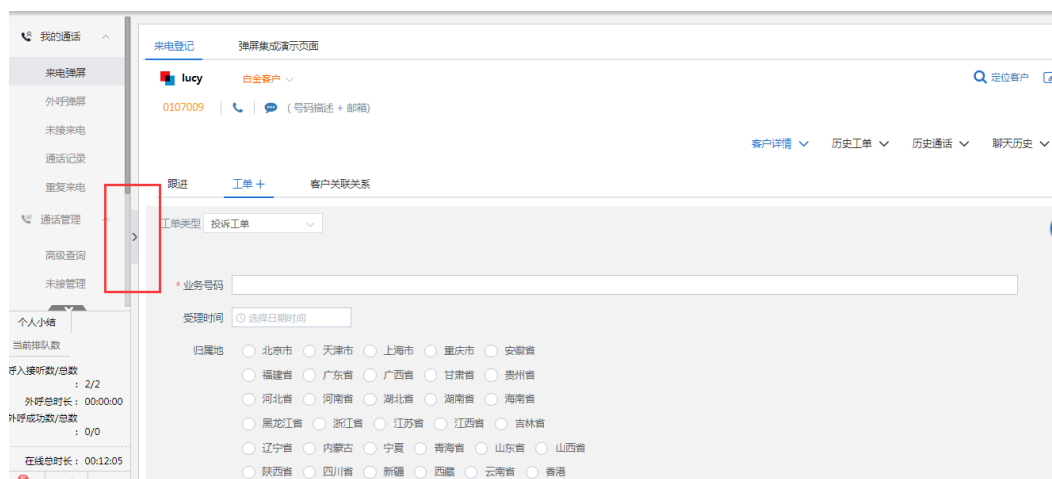 我的通话
来电弹屏
外呼弹屏
未接来电
通话记录
重复来电
通话管理
高级查询
未接管理
个人小结
当前排队数
呼入接听数/总数
: 2/2
外呼总时长: 00:00:00
外呼成功数/总数
: 0/0
在线总时长: 00:12:05
来电登记 弹屏集成演示页面
lucy 白金客户
定位客户
0107009 (号码描述 + 邮箱)
客户详情 历史工单 历史通话 聊天历史
跟进 工单 + 客户关联关系
工单类型 投诉工单
* 业务号码
受理时间 选择日期时间
归属地 北京市 天津市 上海市 重庆市 安徽省
福建省 广东省 广西省 甘肃省 贵州省
河北省 河南省 湖北省 湖南省 海南省
黑龙江省 浙江省 江苏省 江西省 吉林省
辽宁省 内蒙古 宁夏 青海省 山东省 山西省
陕西省 四川省 新疆 西藏 云南省 香港